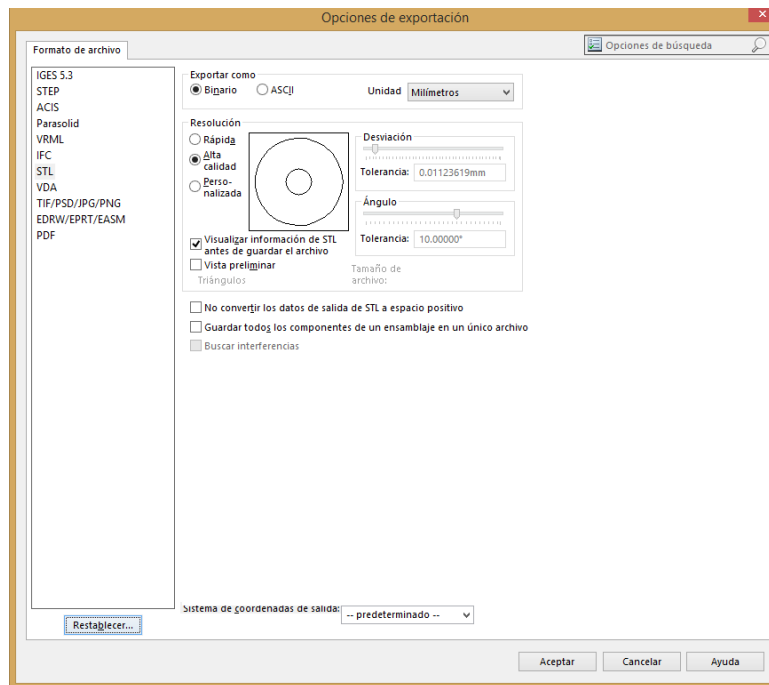 Opciones de exportación
Formato de archivo
Opciones de búsqueda
IGES 5.3
STEP
ACIS
Parasolid
VRML
IFC
STL
VDA
TIF/PSD/JPG/PNG
EDRW/EPRT/EASM
PDF
Exportar como
Binario
ASCII
Unidad
Milímetros
Resolución
Rápida
Alta
calidad
Perso-
nalizada
Desviación
Tolerancia:
0.01123619mm
Ángulo
Tolerancia:
10.00000°
Visualizar información de STL
antes de guardar el archivo
Vista preliminar
Triángulos
Tamaño de
archivo:
No convertir los datos de salida de STL a espacio positivo
Guardar todos los componentes de un ensamblaje en un único archivo
Buscar interferencias
Sistema de coordenadas de salida:
-- predeterminado --
Restablecer...
Aceptar
Cancelar
Ayuda